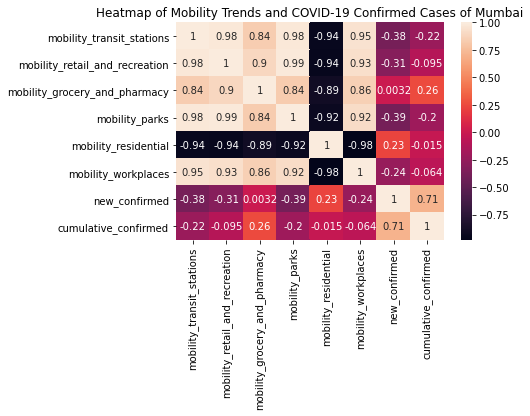 Heatmap of Mobility Trends and COVID-19 Confirmed Cases of Mumbai
mobility_transit_stations 1 0.98 0.84 0.98 -0.94 0.95 -0.38 -0.22
mobility_retail_and_recreation 0.98 1 0.9 0.99 -0.94 0.93 -0.31 -0.095
mobility_grocery_and_pharmacy 0.84 0.9 1 0.84 -0.89 0.86 0.0032 0.26
mobility_parks 0.98 0.99 0.84 1 -0.92 0.92 -0.39 -0.2
mobility_residential -0.94 -0.94 -0.89 -0.92 1 -0.98 0.23 -0.015
mobility_workplaces 0.95 0.93 0.86 0.92 -0.98 1 -0.24 -0.064
new_confirmed -0.38 -0.31 0.0032 -0.39 0.23 -0.24 1 0.71
cumulative_confirmed -0.22 -0.095 0.26 -0.2 -0.015 -0.064 0.71 1
mobility_transit_stations
mobility_retail_and_recreation
mobility_grocery_and_pharmacy
mobility_parks
mobility_residential
mobility_workplaces
new_confirmed
cumulative_confirmed
1.00
0.75
0.50
0.25
0.00
−0.25
−0.50
−0.75